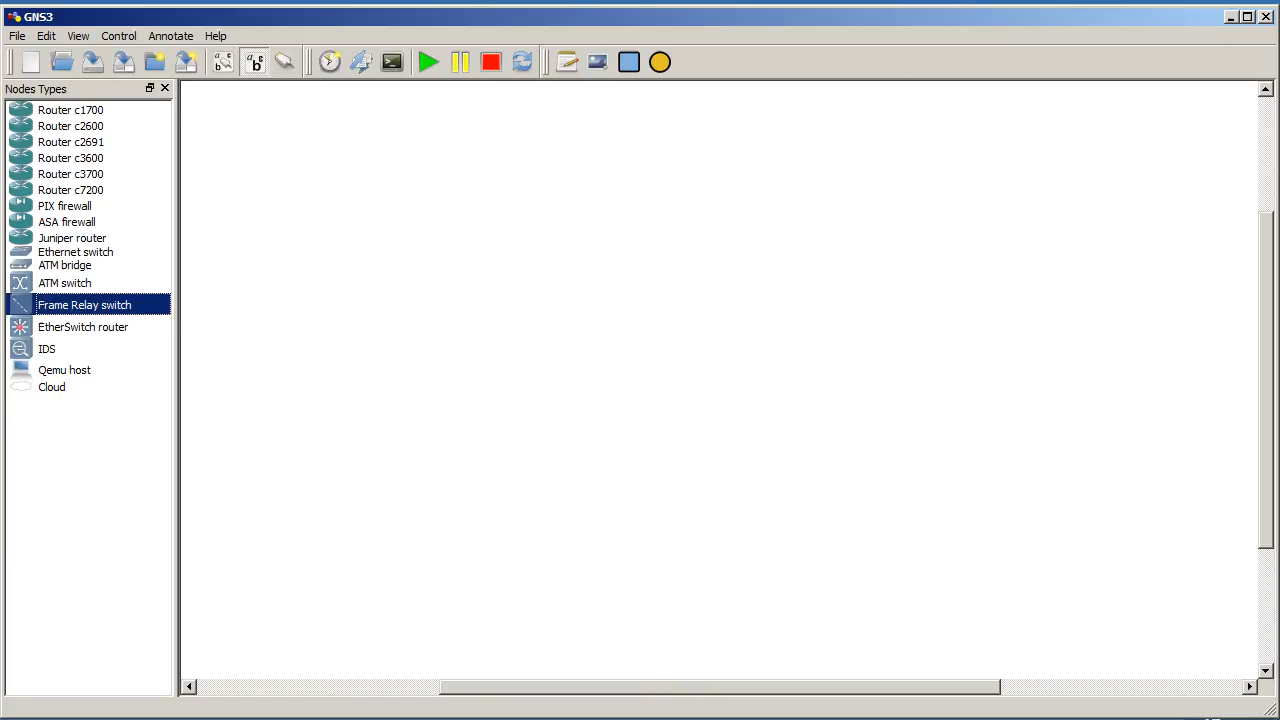 GNS3
File Edit View Control Annotate Help
Nodes Types
Router c1700
Router c2600
Router c2691
Router c3600
Router c3700
Router c7200
PIX firewall
ASA firewall
Juniper router
Ethernet switch
ATM bridge
ATM switch
Frame Relay switch
EtherSwitch router
IDS
Qemu host
Cloud